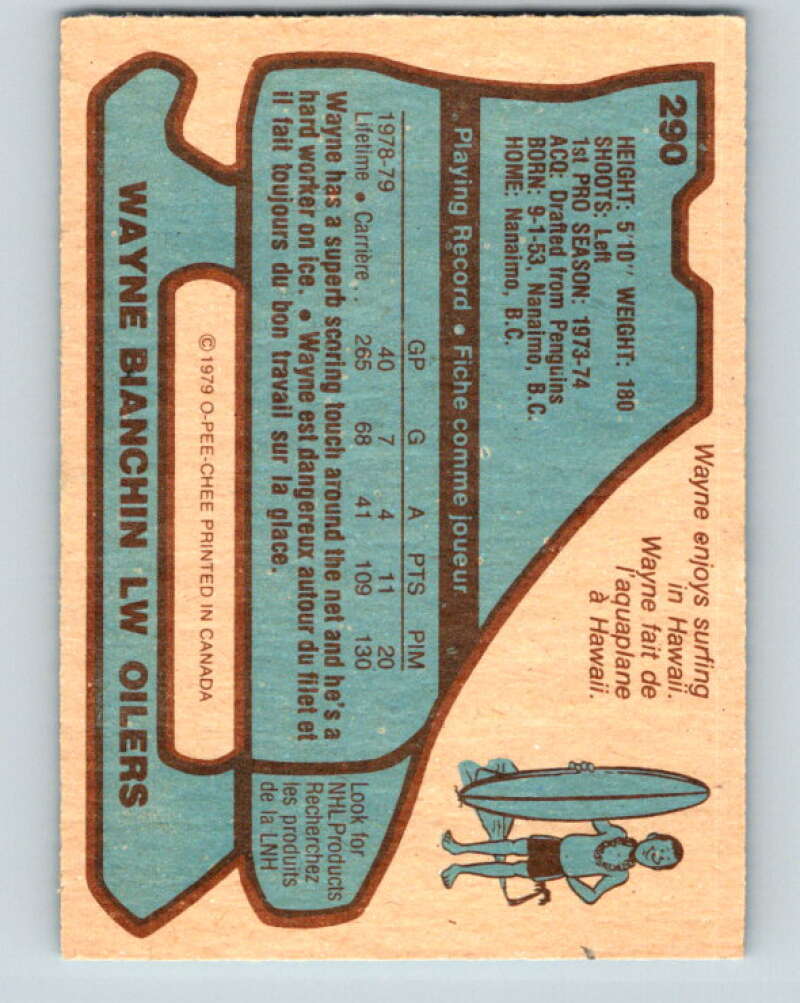 290
HEIGHT: 5'10" WEIGHT: 180
SHOOTS: Left
1st PRO SEASON: 1973-74
ACQ: Drafted from Penguins
BORN: 9-1-53, Nanaimo, B.C.
HOME: Nanaimo, B.C.
Wayne enjoys surfing
in Hawaii.
Wayne fait de
l'aquaplane
à Hawaii.
Playing Record • Fiche comme joueur
GP G A PTS PIM
1978-79 40 7 4 11 20
Lifetime • Carrière . . 265 68 41 109 130
Wayne has a superb scoring touch around the net and he's a
hard worker on ice. • Wayne est dangereux autour du filet et
il fait toujours du bon travail sur la glace.
Look for
NHL Products
Recherchez
les produits
de la LNH
© 1979 O-PEE-CHEE PRINTED IN CANADA
WAYNE BIANCHIN LW OILERS